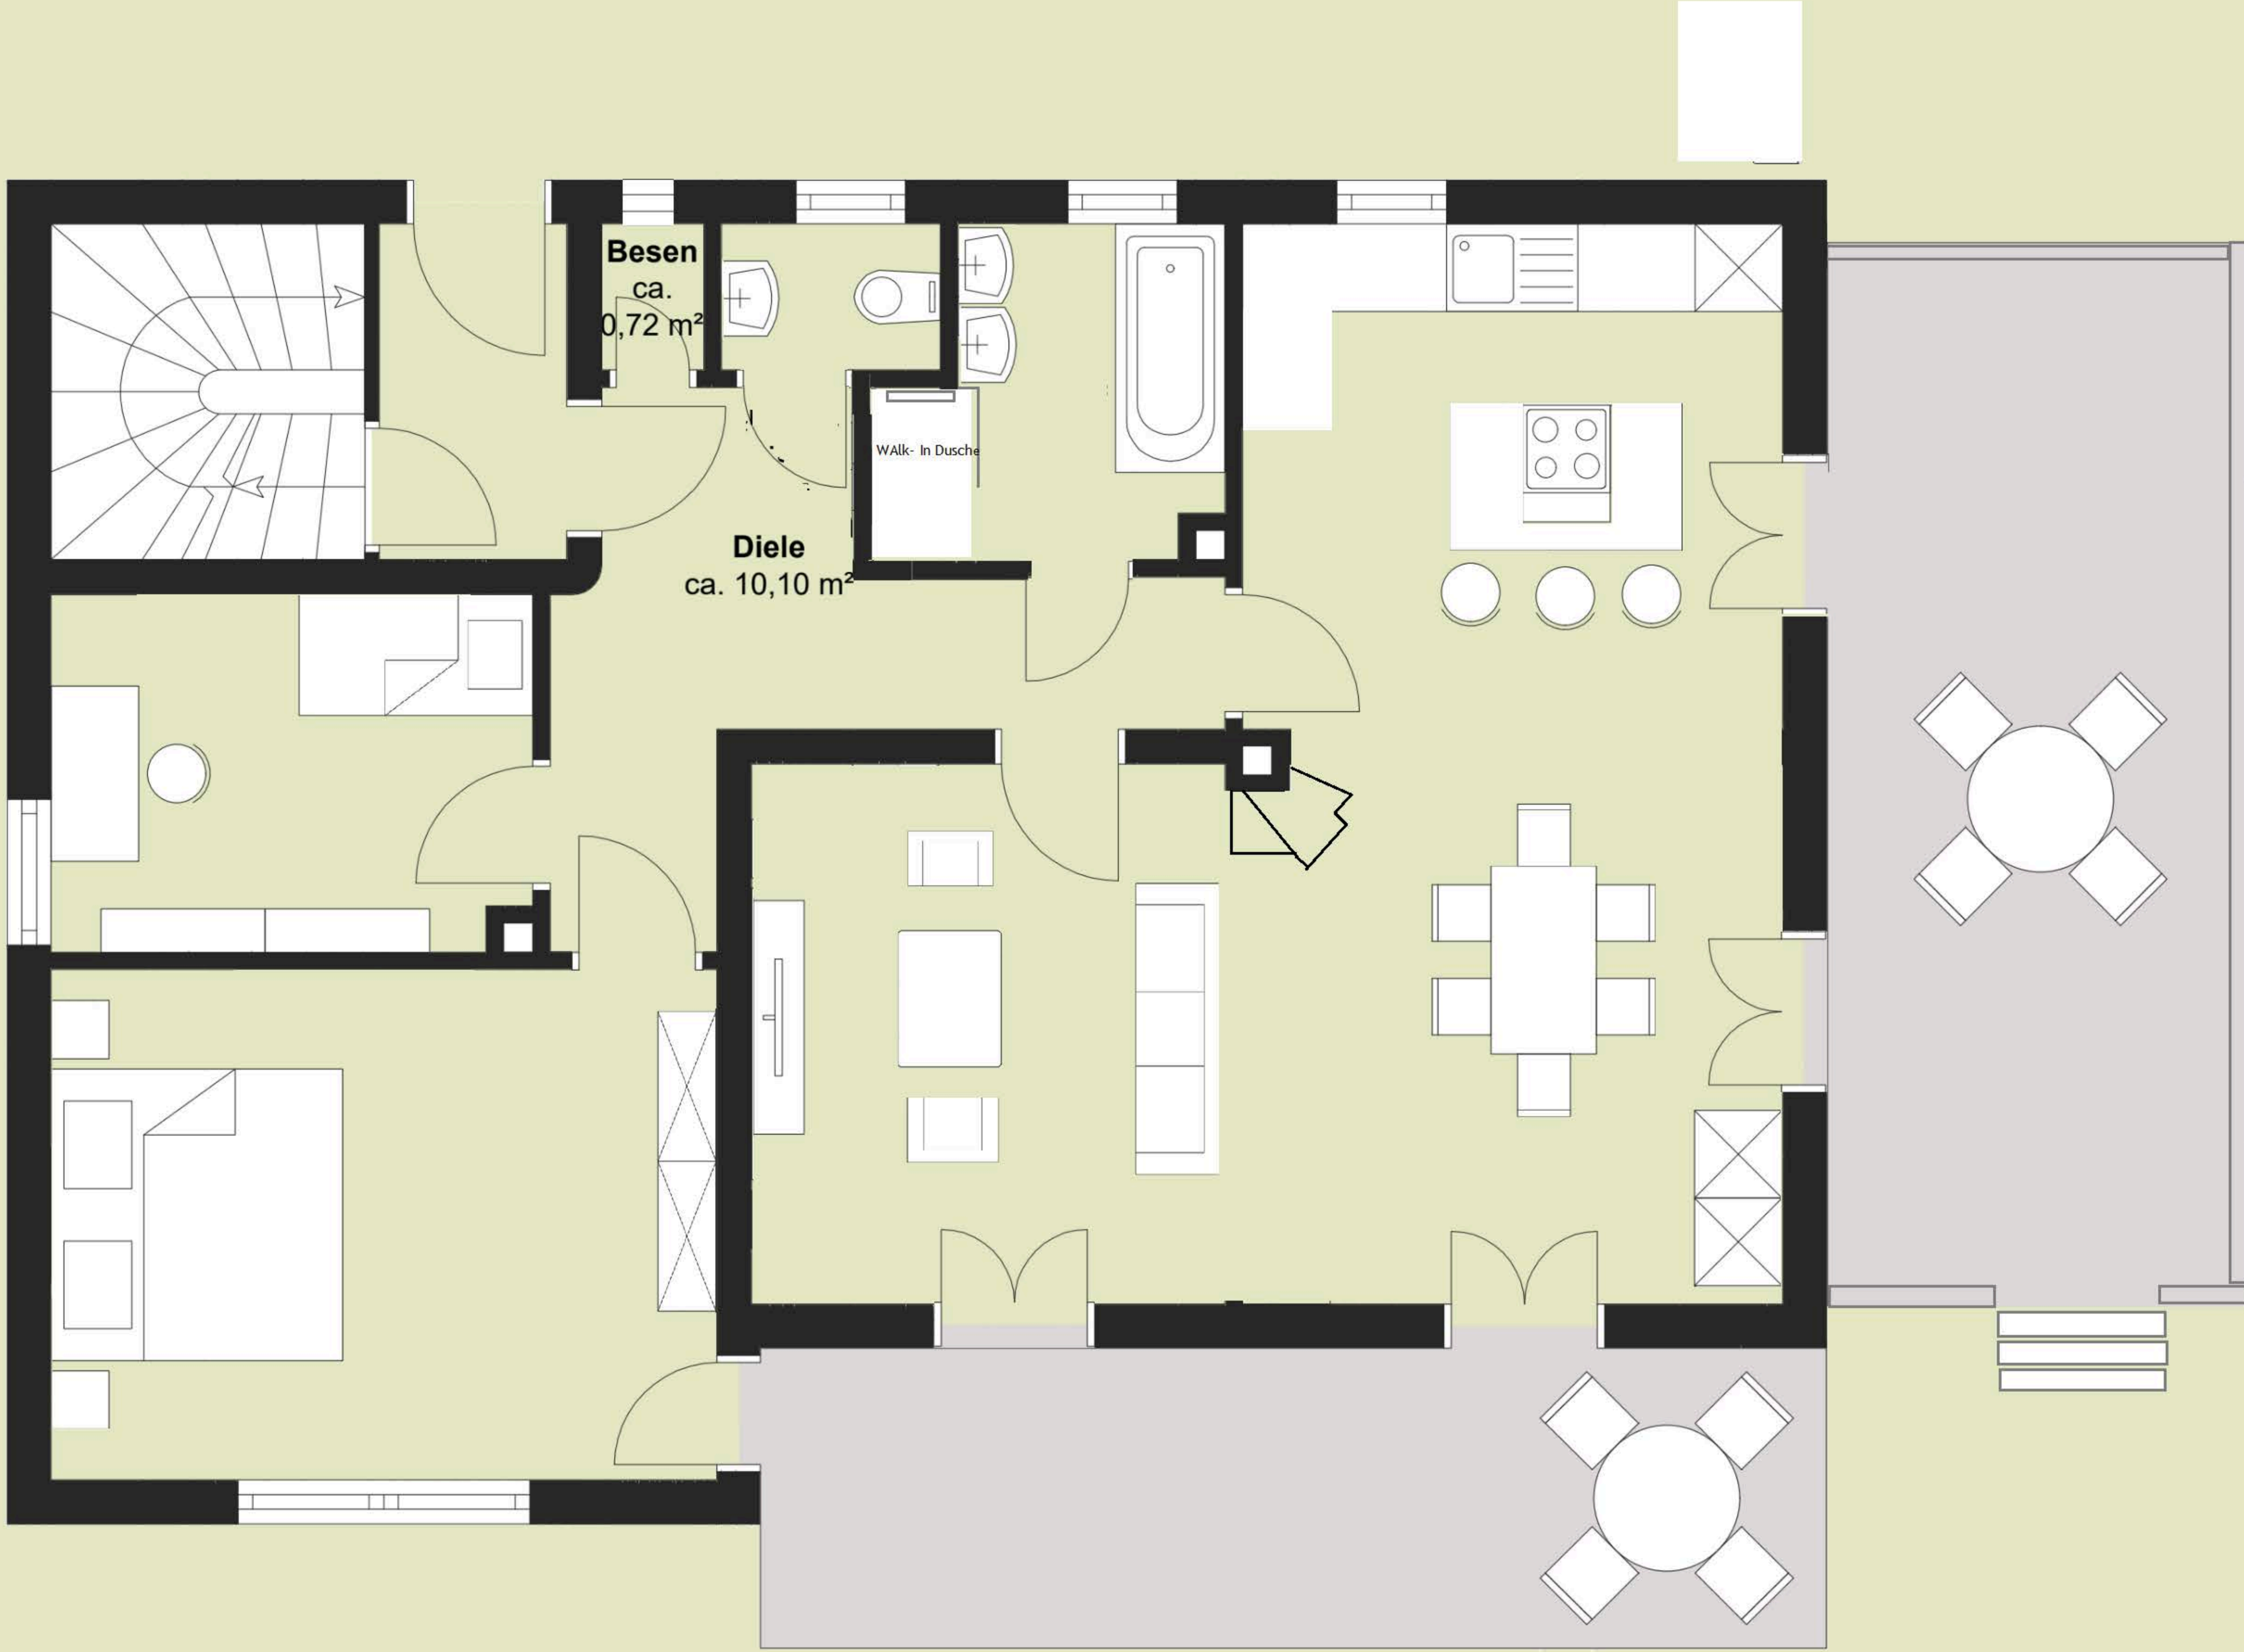 Besen
ca.
0,72 m²
WAlk- In Dusche
Diele
ca. 10,10 m²